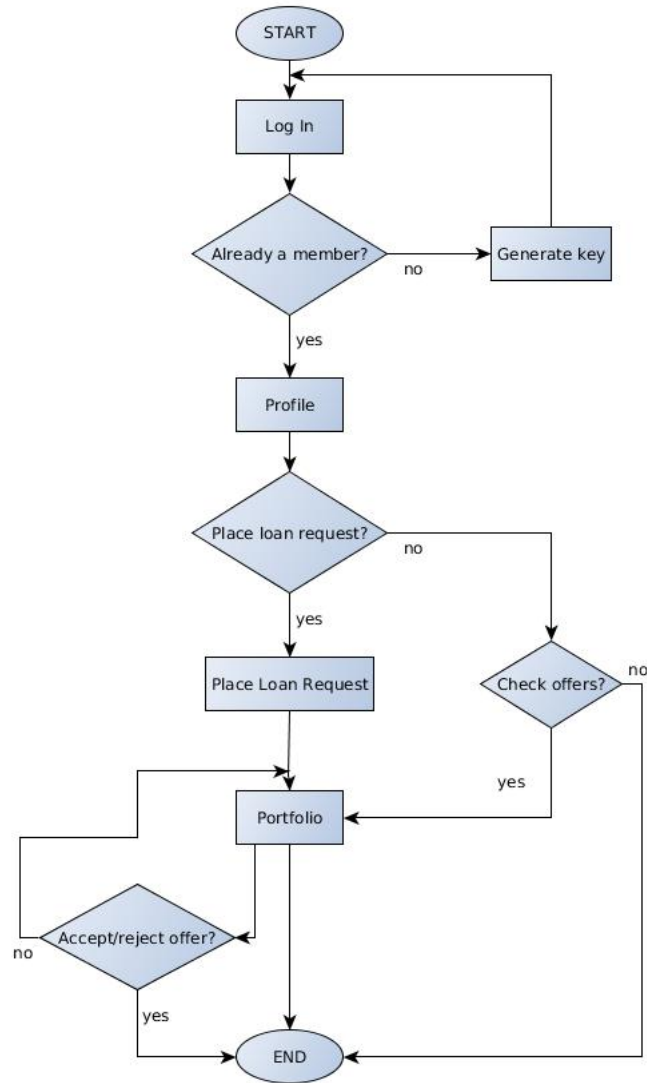 START
Log In
Already a member?
no
Generate key
yes
Profile
Place loan request?
no
yes
Place Loan Request
Check offers?
no
yes
Portfolio
Accept/reject offer?
no
yes
END